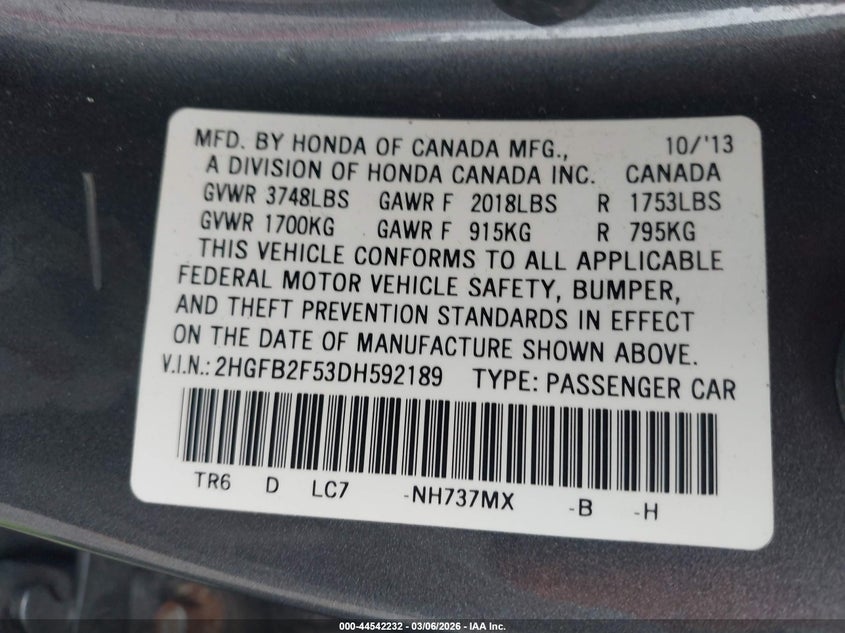 MFD. BY HONDA OF CANADA MFG., 10/'13
A DIVISION OF HONDA CANADA INC. CANADA
GVWR 3748LBS GAWR F 2018LBS R 1753LBS
GVWR 1700KG GAWR F 915KG R 795KG
THIS VEHICLE CONFORMS TO ALL APPLICABLE
FEDERAL MOTOR VEHICLE SAFETY, BUMPER,
AND THEFT PREVENTION STANDARDS IN EFFECT
ON THE DATE OF MANUFACTURE SHOWN ABOVE.
V.I.N.: 2HGFB2F53DH592189 TYPE: PASSENGER CAR
TR6 D LC7 -NH737MX -B -H
000-44542232 - 03/06/2026 - IAA Inc.